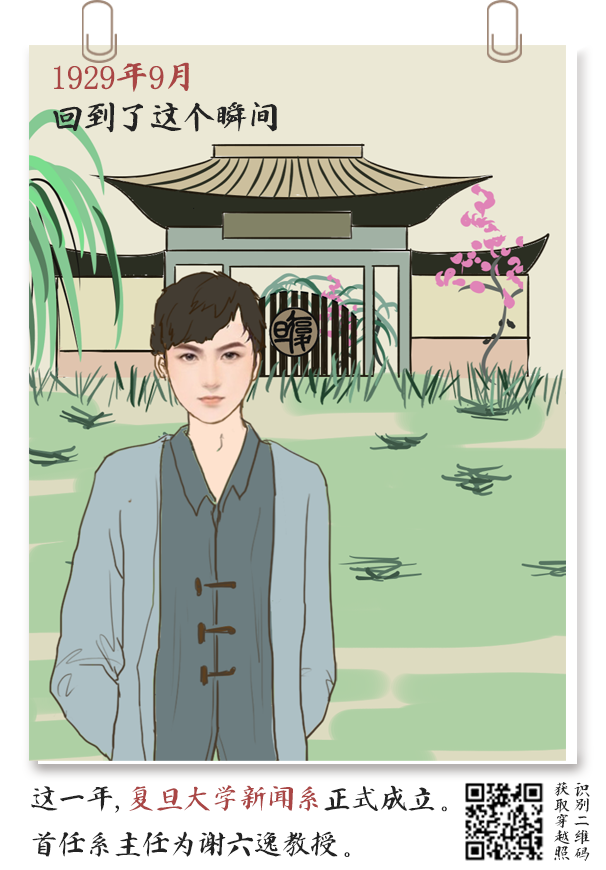 1929年9月
回到了这个瞬间
这一年，复旦大学新闻系正式成立。
首任系主任为谢六逸教授。
识别二维码
获取穿越照